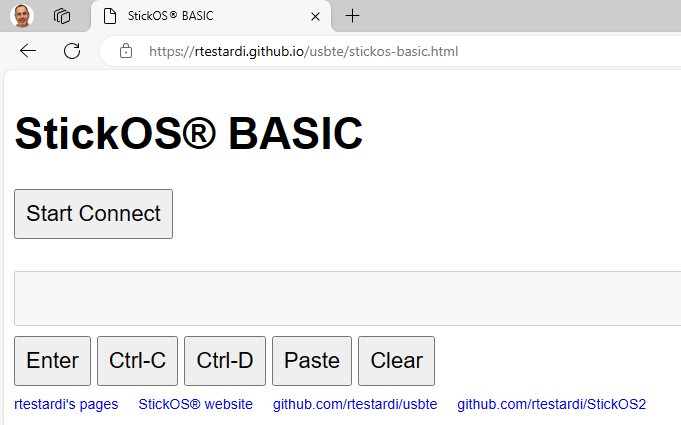 StickOS® BASIC
https://rtestardi.github.io/usbte/stickos-basic.html
StickOS® BASIC
Start Connect
Enter Ctrl-C Ctrl-D Paste Clear
rtestardi's pages StickOS® website github.com/rtestardi/usbte github.com/rtestardi/StickOS2